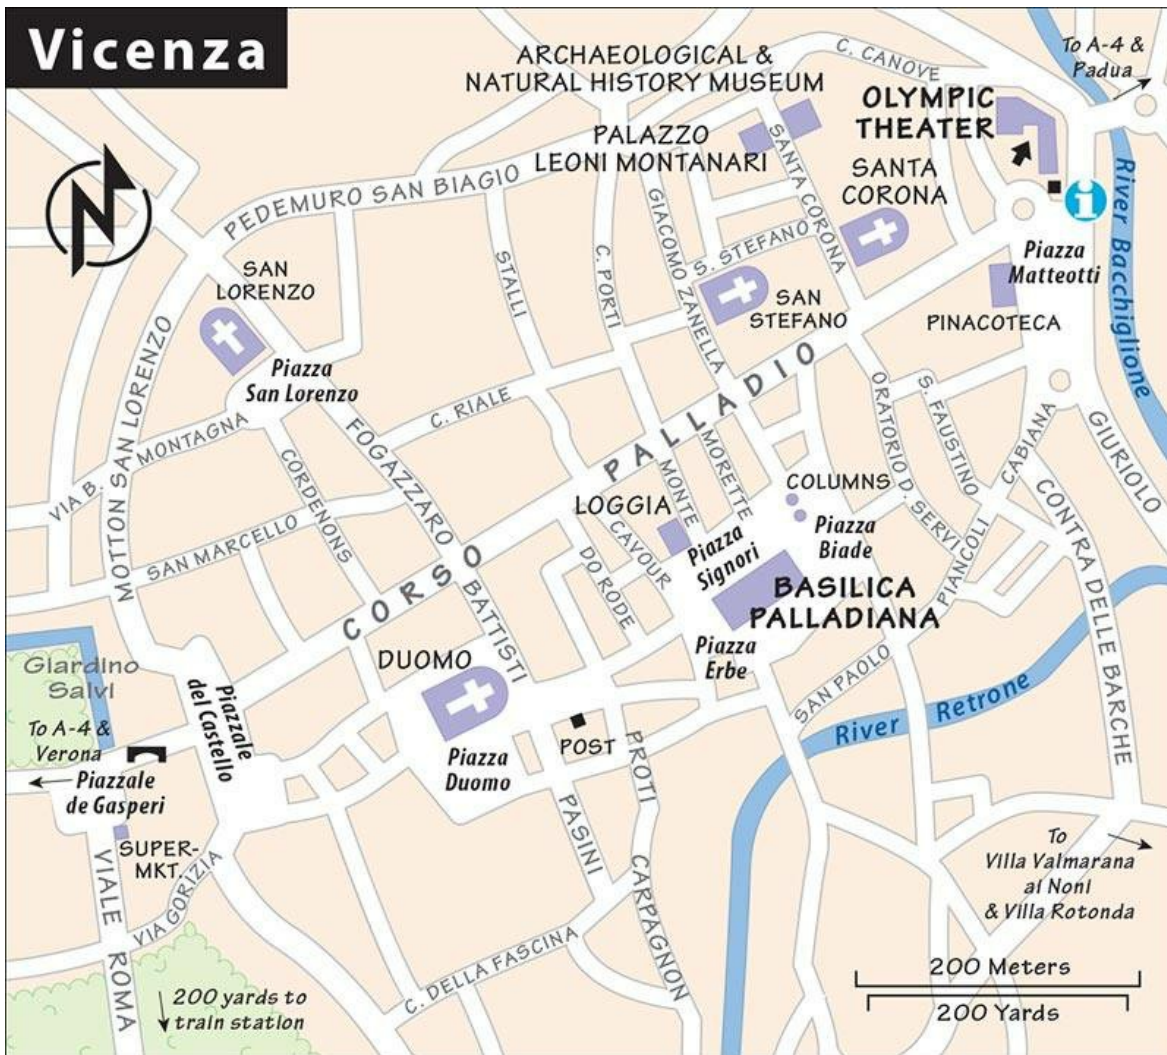 Vicenza
ARCHAEOLOGICAL &
NATURAL HISTORY MUSEUM
C. CANOVE
To A-4 &
Padua
OLYMPIC
THEATER
PALAZZO
LEONI MONTANARI
SANTA CORONA
SANTA
CORONA
i
River Bacchiglione
N
PEDEMURO SAN BIAGIO
STALLI
C. PORTI
GIACOMO ZANELLA
S. STEFANO
Piazza
Matteotti
SAN
LORENZO
SAN
STEFANO
PINACOTECA
MOTTON SAN LORENZO
Piazza
San Lorenzo
VIA B. MONTAGNA
C. RIALE
CORSO PALLADIO
ORATORIO D. SERVI
S. FAUSTINO
CABIANA
GIURIOLO
CORDENONS
FOGAZZARO
MONTE
MORETTE
LOGGIA
COLUMNS
CONTRA DELLE BARCHE
SAN MARCELLO
CAVOUR
DO RODE
Piazza
Signori
Piazza
Biade
PIANCOLI
BATTISTI
BASILICA
PALLADIANA
DUOMO
Piazza
Erbe
Giardino
Salvi
Piazzale
del Castello
SAN PAOLO
River Retrone
To A-4 &
Verona
Piazzale
de Gasperi
Piazza
Duomo
POST
PROTI
PASINI
CARPAGNON
SUPER-
MKT.
VIALE ROMA
VIA GORIZIA
To
Villa Valmarana
ai Noni
& Villa Rotonda
C. DELLA FASCINA
200 yards to
train station
200 Meters
200 Yards